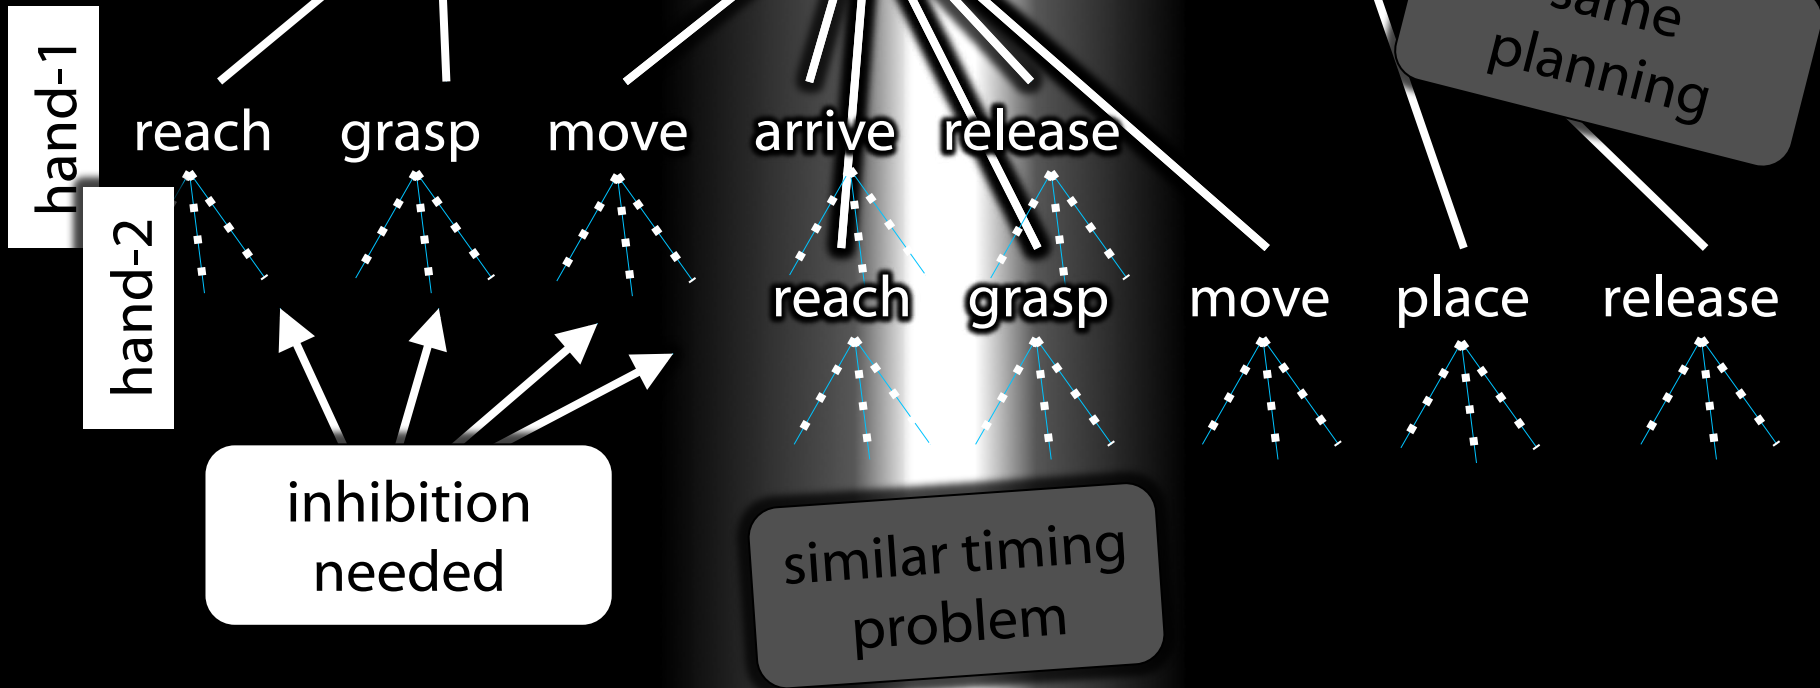 same
planning
hand-1
reach grasp move arrive release
hand-2
reach grasp move place release
inhibition
needed
similar timing
problem